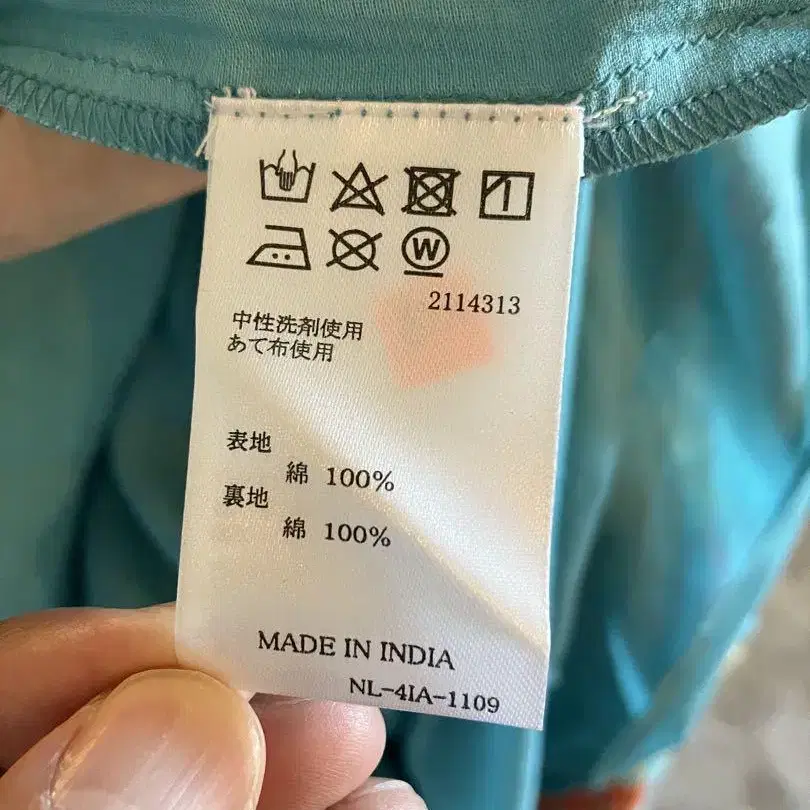 W
2114313
中性洗剤使用
あて布使用
表地
綿 100%
裏地
綿 100%
MADE IN INDIA
NL-4IA-1109